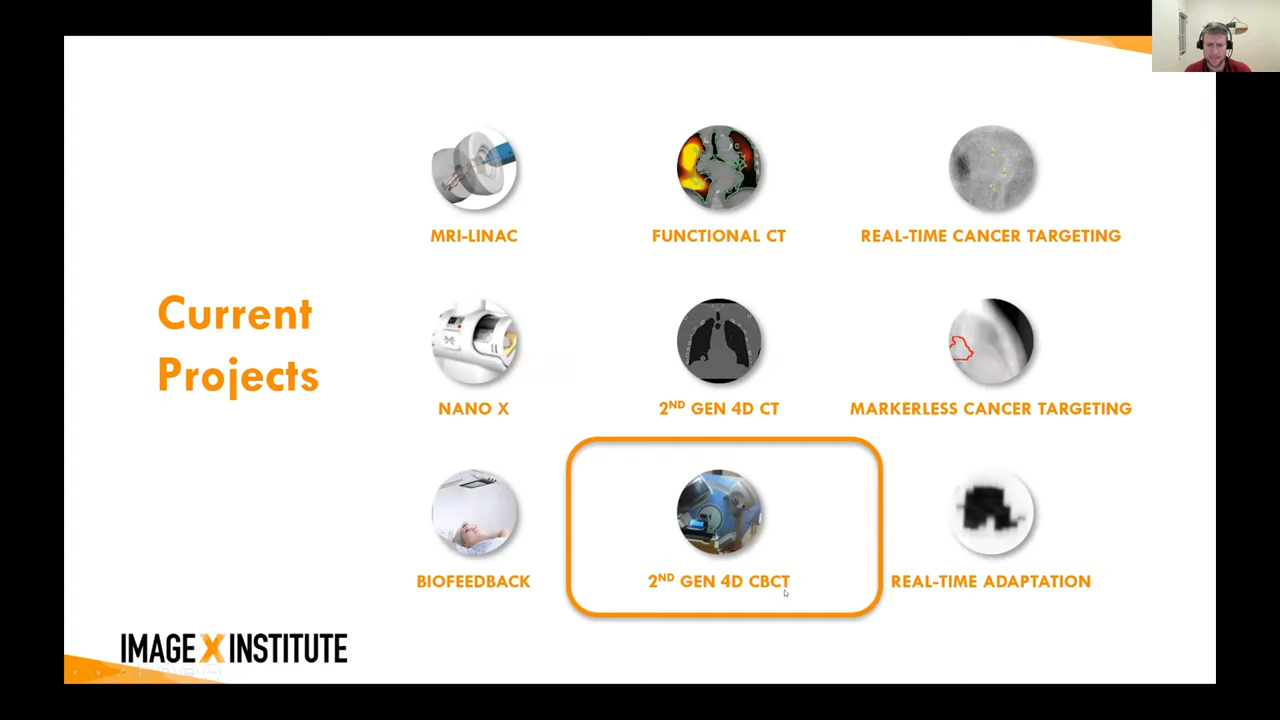 MRI-LINAC
FUNCTIONAL CT
REAL-TIME CANCER TARGETING
Current
Projects
NANO X
2ND GEN 4D CT
MARKERLESS CANCER TARGETING
BIOFEEDBACK
2ND GEN 4D CBCT
REAL-TIME ADAPTATION
IMAGE X INSTITUTE